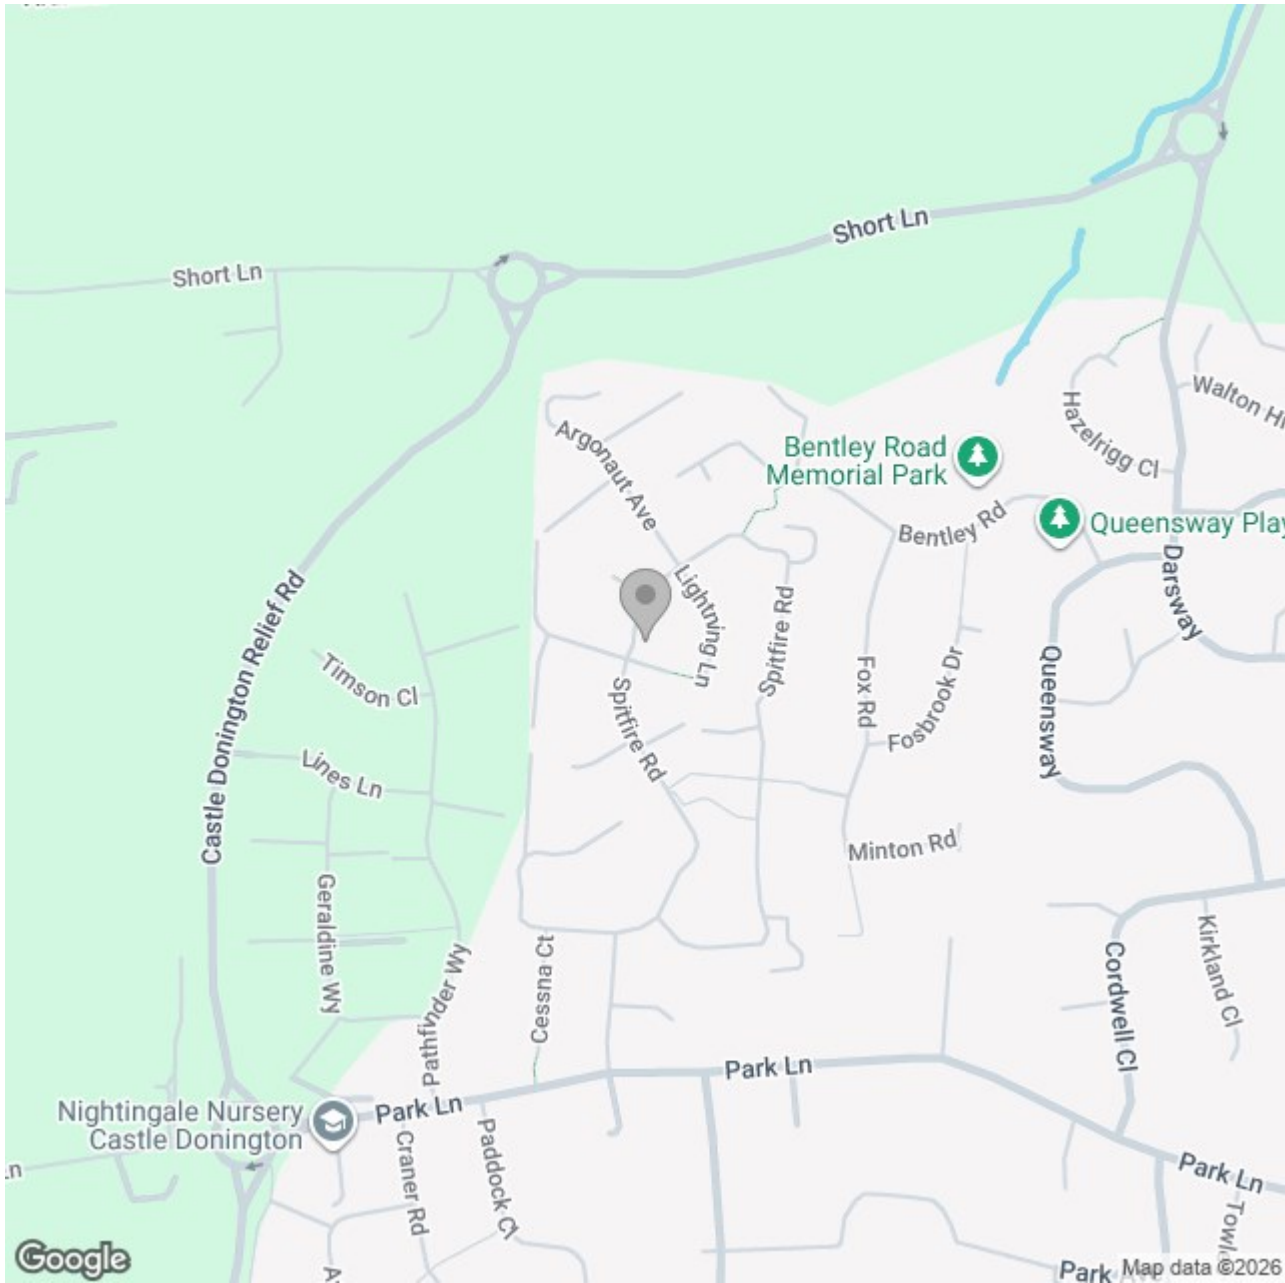 Short Ln
Short Ln
Walton Hi
Hazelrigg Cl
Argonaut Ave
Bentley Road
Memorial Park
Bentley Rd
Queensway Play
Darsway
Lightning Ln
Spitfire Rd
Castle Donington Relief Rd
Timson Cl
Spitfire Rd
Fox Rd
Fosbrook Dr
Queensway
Lines Ln
Minton Rd
Geraldine Wy
Pathfinder Wy
Cessna Ct
Cordwell Cl
Kirkland Cl
Park Ln
Nightingale Nursery
Castle Donington
Park Ln
Craner Rd
Paddock Cl
Park Ln
Towle
Park
Google
Map data ©2026